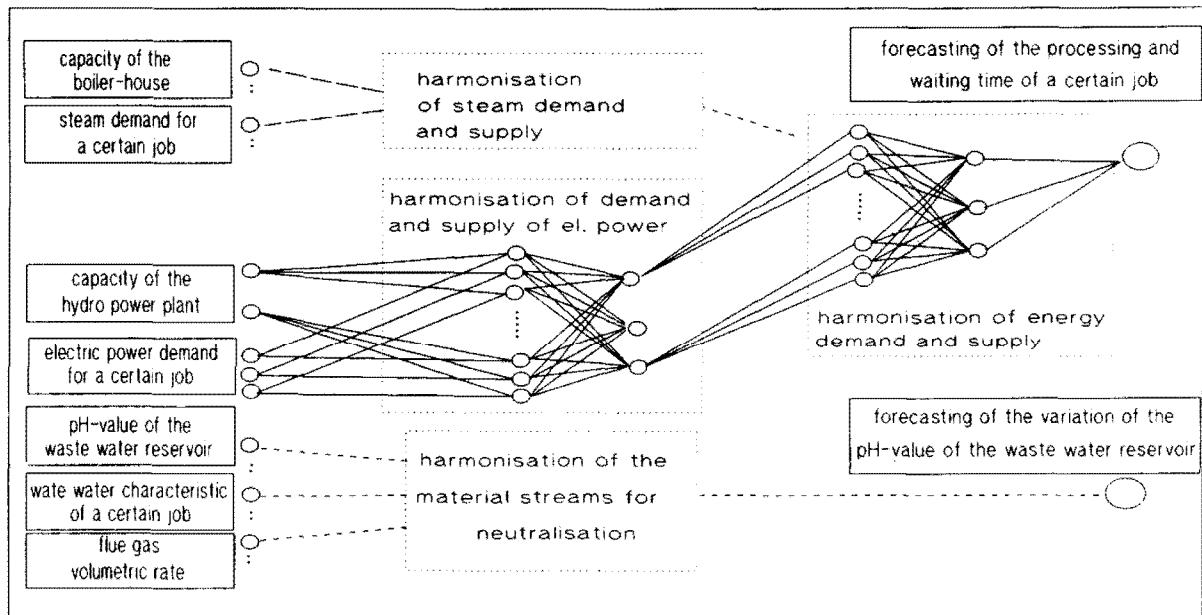 capacity of the
boiler-house
steam demand for
a certain job
harmonisation
of steam demand
and supply
forecasting of the processing and
waiting time of a certain job
harmonisation of demand
and supply of el. power
capacity of the
hydro power plant
electric power demand
for a certain job
harmonisation of energy
demand and supply
pH-value of the
waste water reservoir
wate water characteristic
of a certain job
flue gas
volumetric rate
harmonisation of the
material streams for
neutralisation
forecasting of the variation of the
pH-value of the waste water reservoir